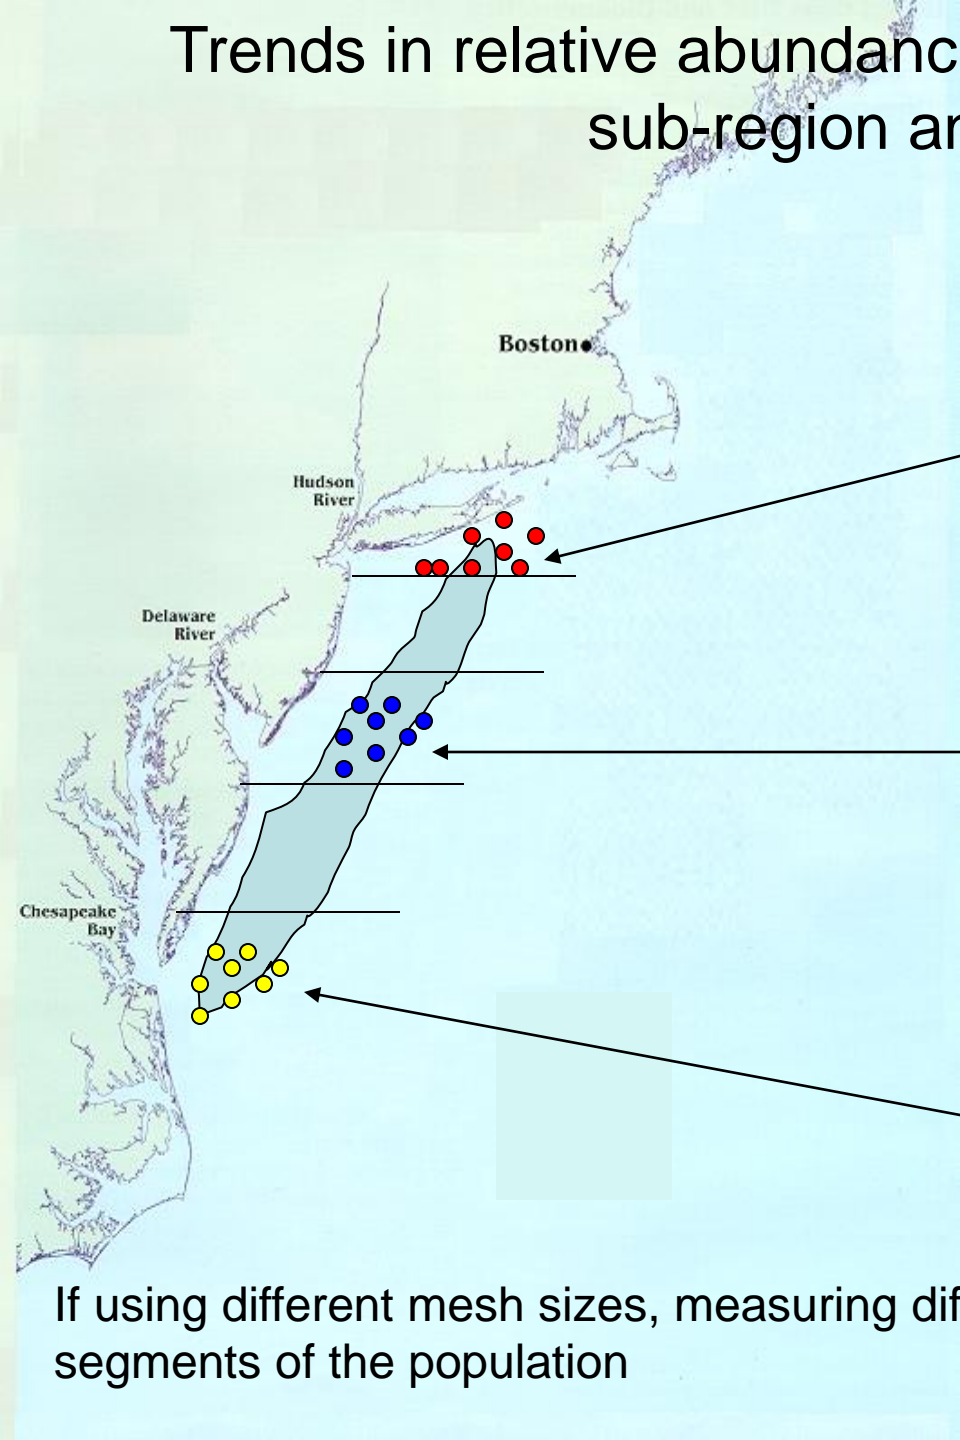 Trends in relative abundanc
sub-region an
Boston
Hudson
River
Delaware
River
Chesapeake
Bay
If using different mesh sizes, measuring dif
segments of the population